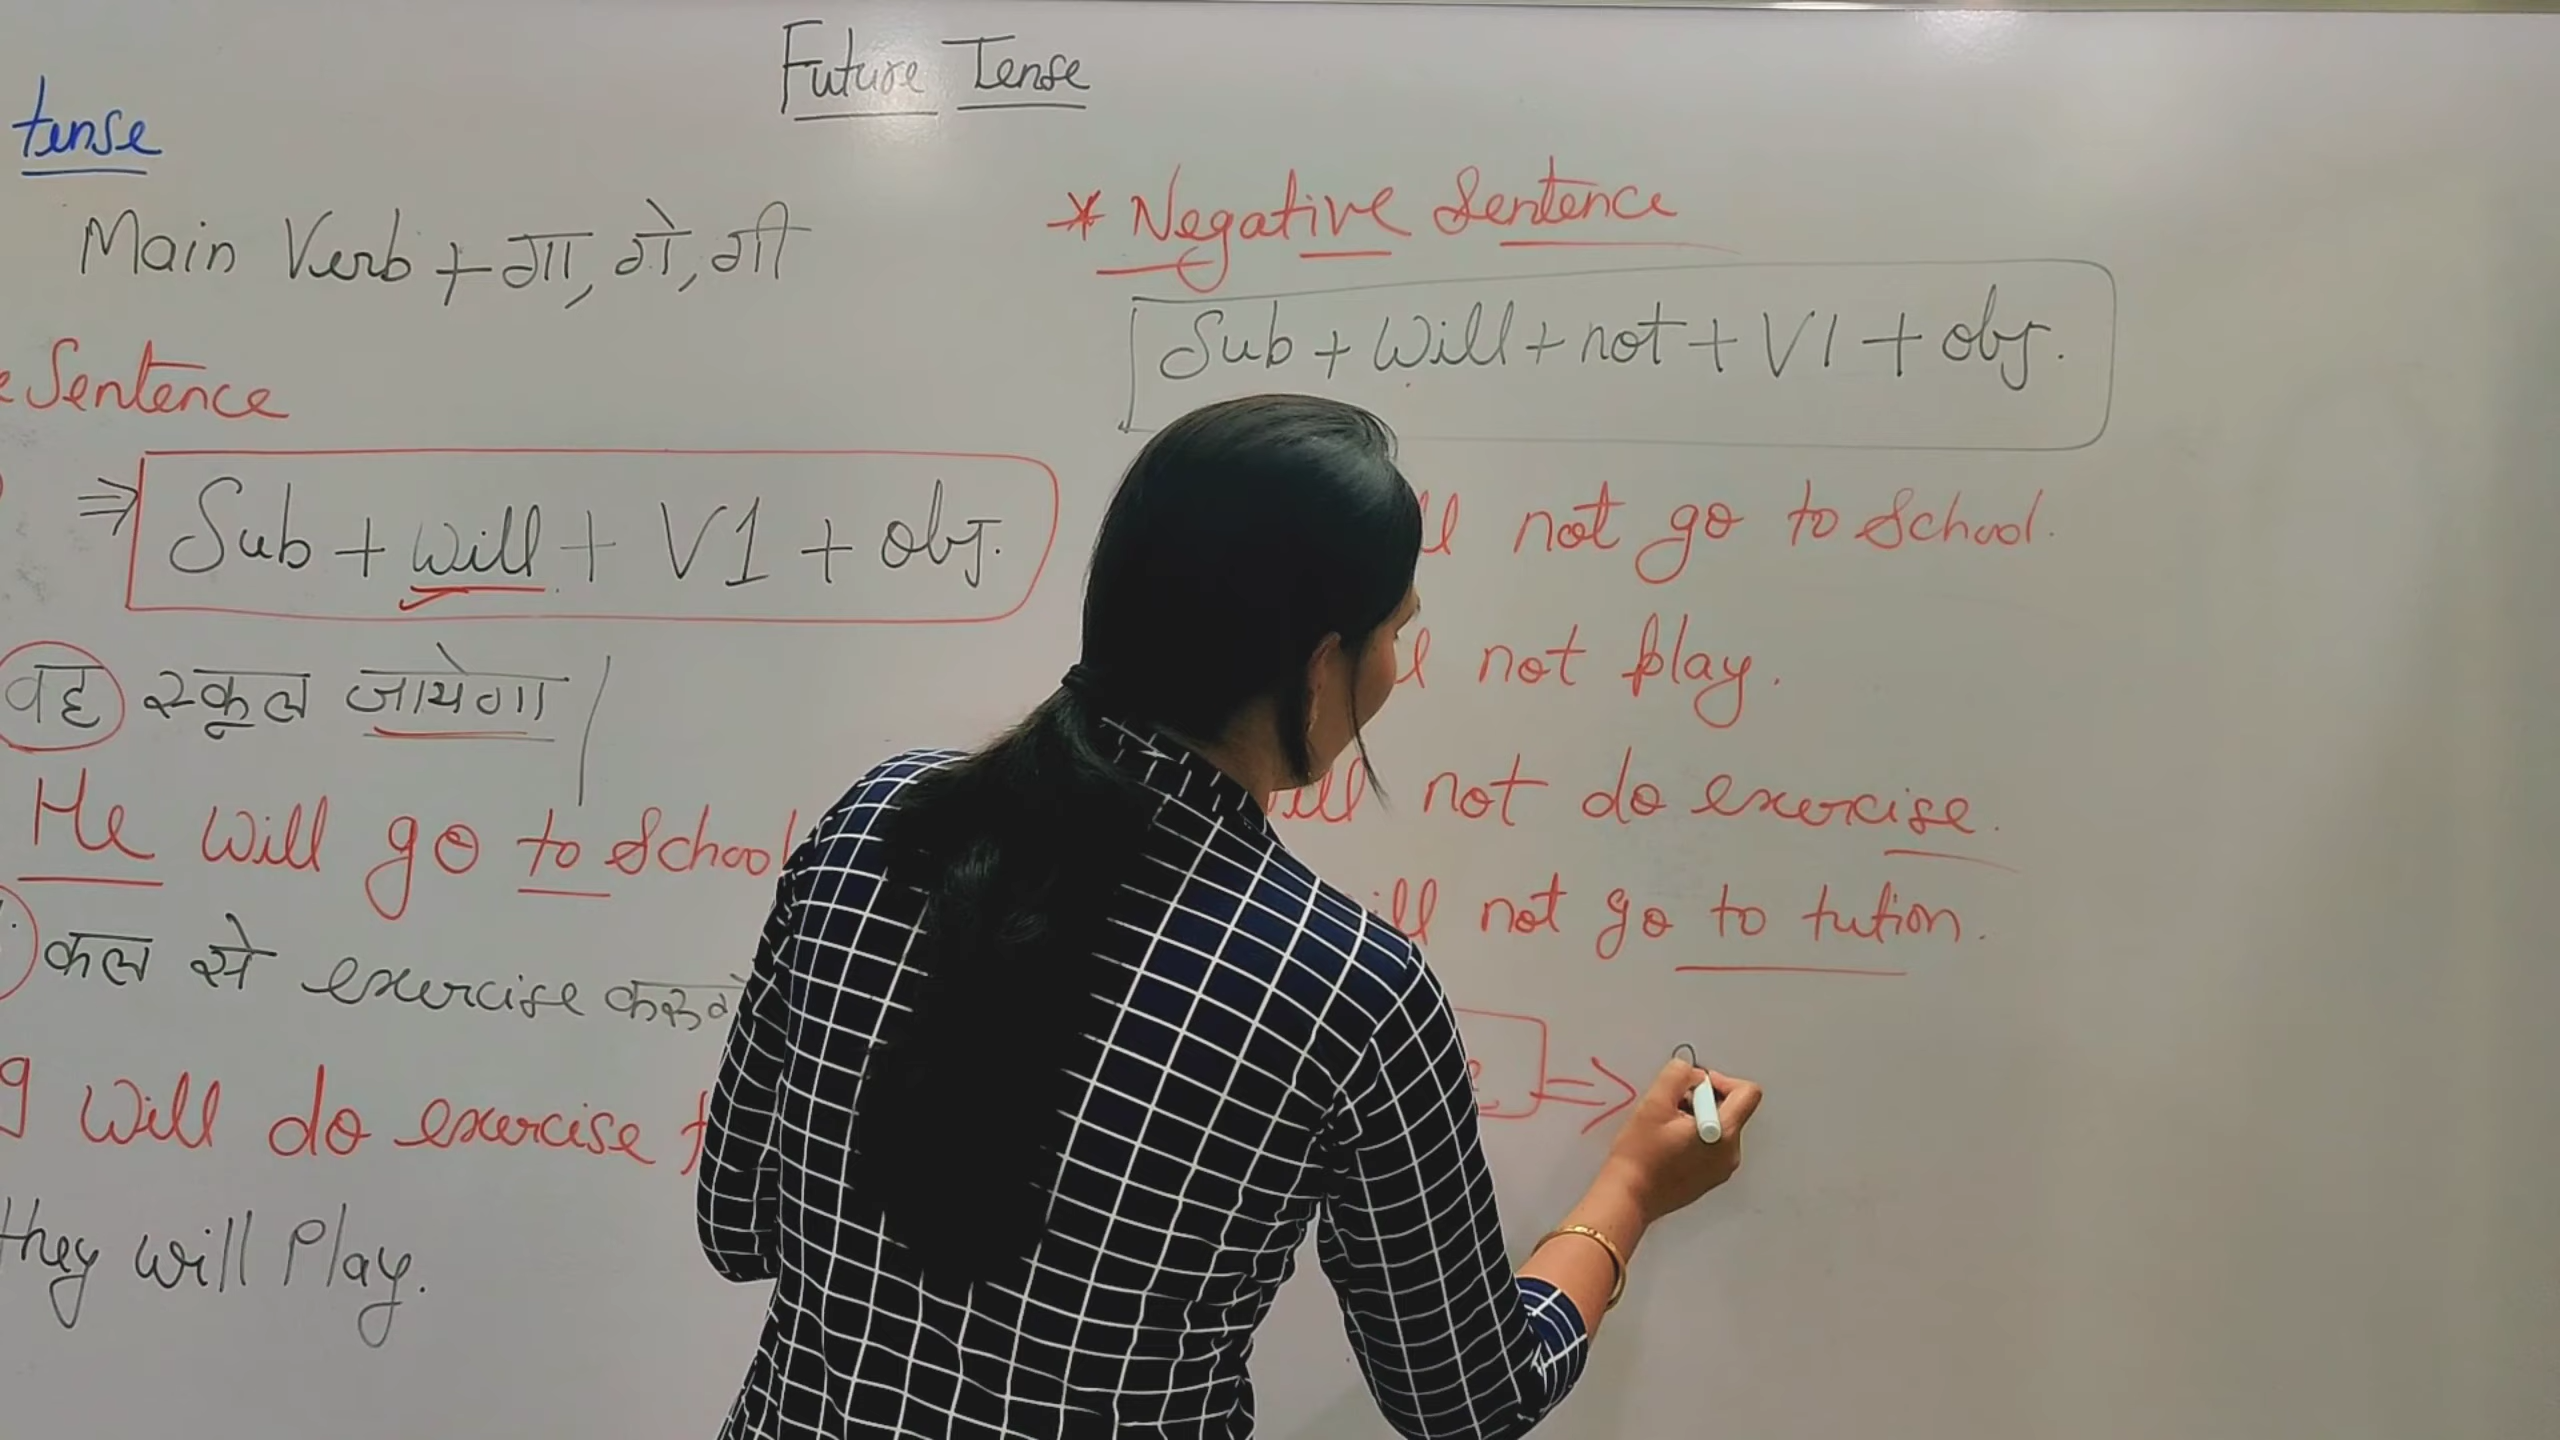 Future Tense
tense
Main Verb + गा, गे, गी
Sentence
⇒ Sub + will + V1 + obj.
वह स्कूल जायेगा
He will go to School
कल से exercise
will do exercise
they will Play.
* Negative Sentence
Sub + Will + not + V1 + obj.
not go to School.
not play.
not do exercise.
not go to tution.
⇒